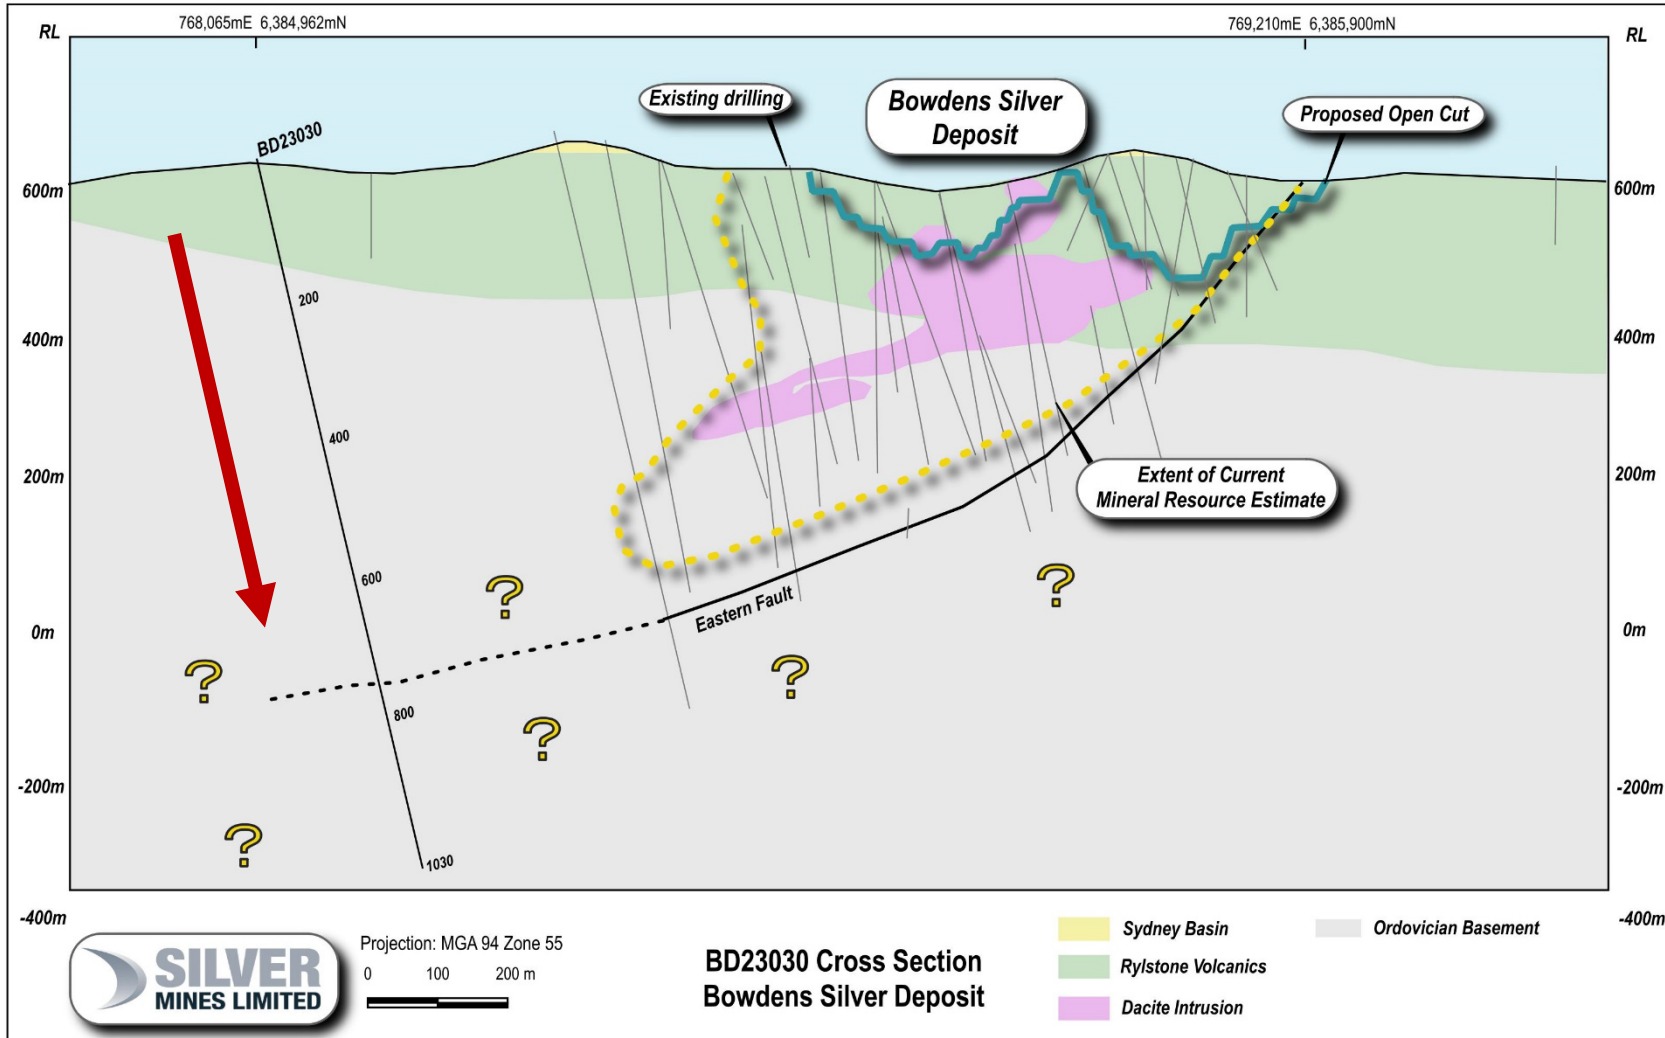 768,065mE 6,384,962mN
769,210mE 6,385,900mN
RL
RL
Existing drilling
Bowdens Silver
Deposit
Proposed Open Cut
BD23030
600m
600m
200
400m
400m
400
200m
200m
Extent of Current
Mineral Resource Estimate
600
?
?
Eastern Fault
0m
0m
?
?
800
?
-200m
-200m
?
1030
-400m
-400m
SILVER
MINES LIMITED
Projection: MGA 94 Zone 55
0 100 200 m
BD23030 Cross Section
Bowdens Silver Deposit
Sydney Basin
Rylstone Volcanics
Dacite Intrusion
Ordovician Basement